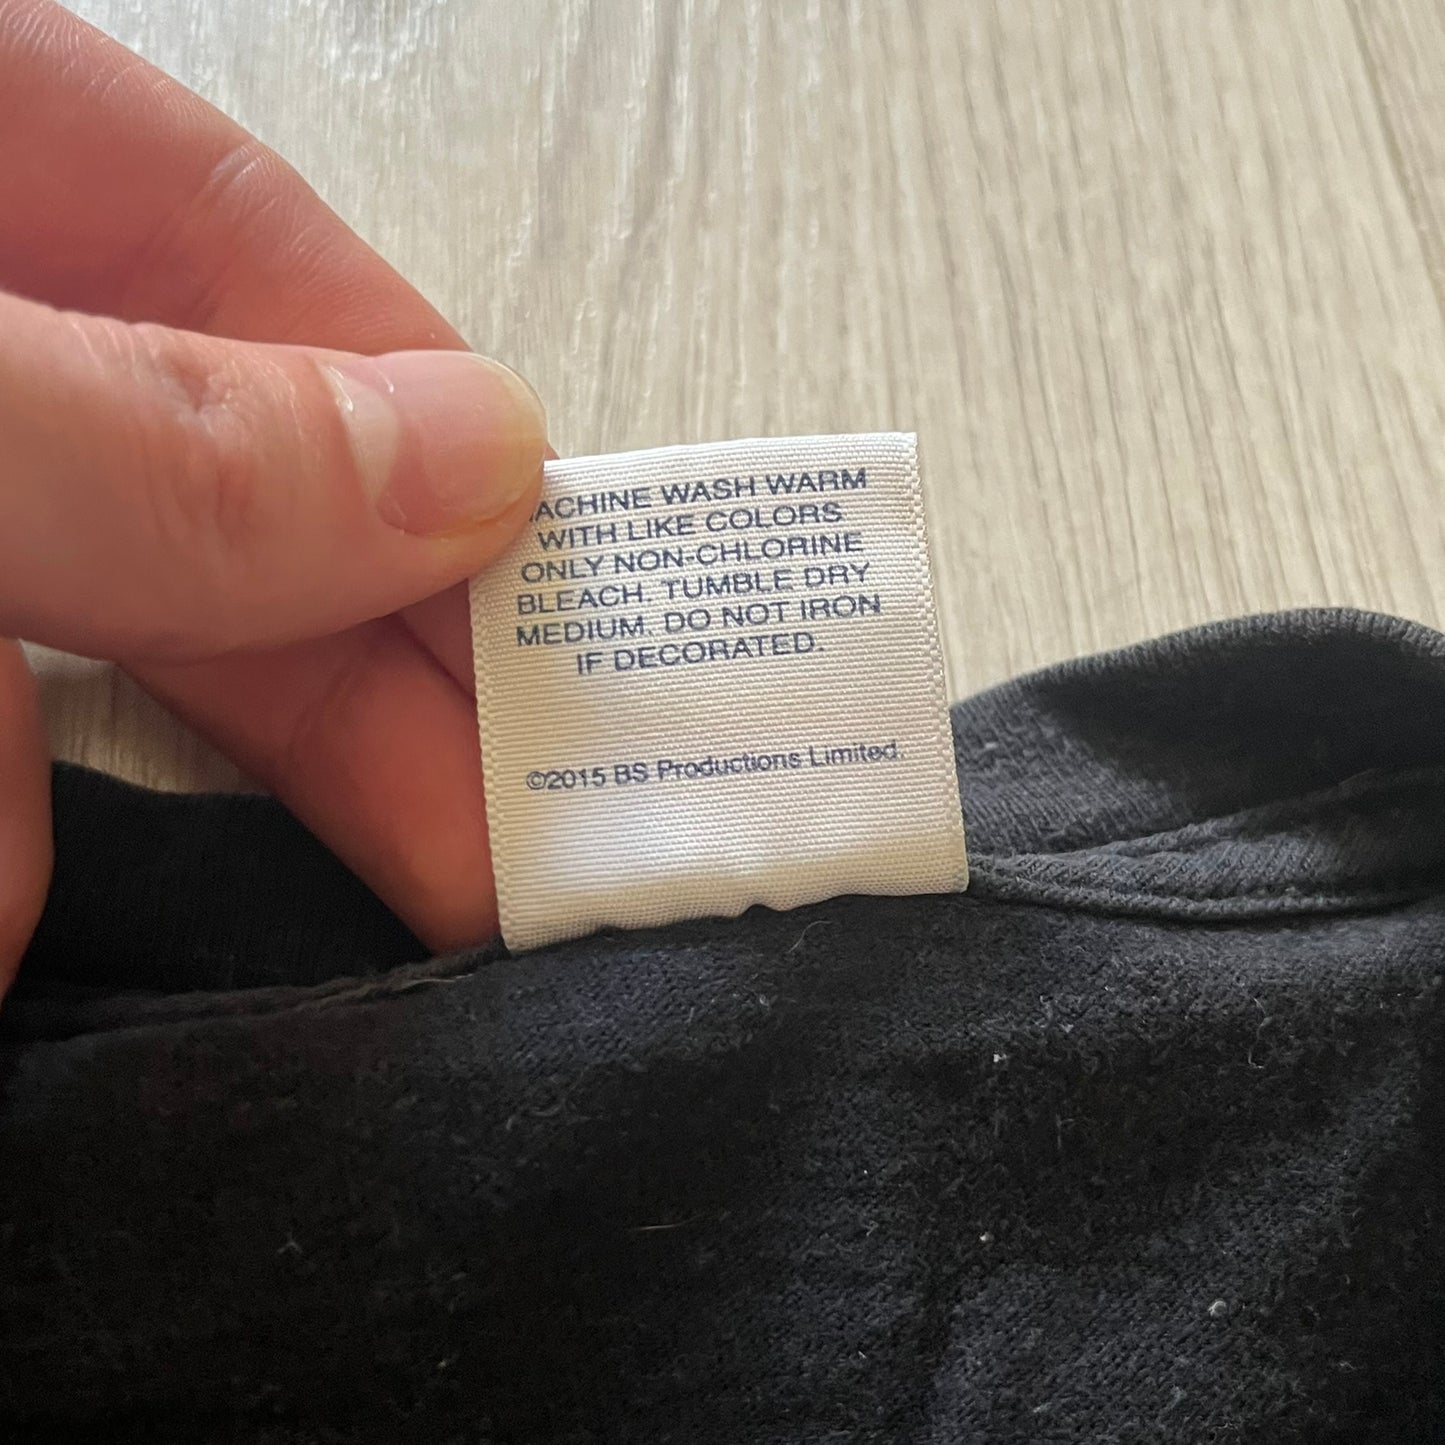 MACHINE WASH WARM
WITH LIKE COLORS
ONLY NON-CHLORINE
BLEACH. TUMBLE DRY
MEDIUM. DO NOT IRON
IF DECORATED.
©2015 BS Productions Limited.